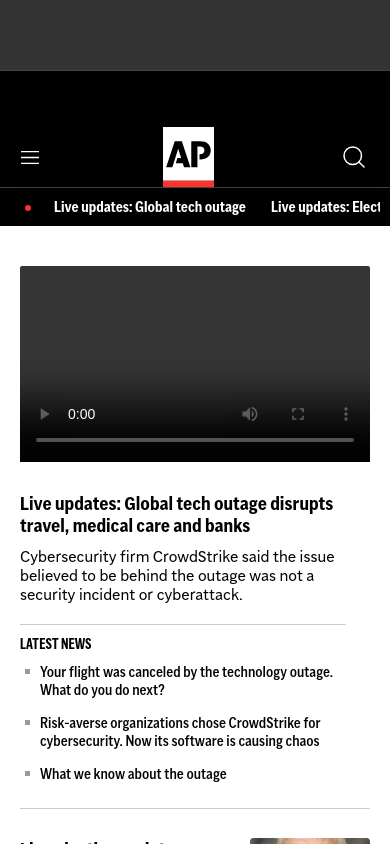 AP
Live updates: Global tech outage Live updates: Elect
0:00
Live updates: Global tech outage disrupts
travel, medical care and banks
Cybersecurity firm CrowdStrike said the issue
believed to be behind the outage was not a
security incident or cyberattack.
LATEST NEWS
Your flight was canceled by the technology outage.
What do you do next?
Risk-averse organizations chose CrowdStrike for
cybersecurity. Now its software is causing chaos
What we know about the outage